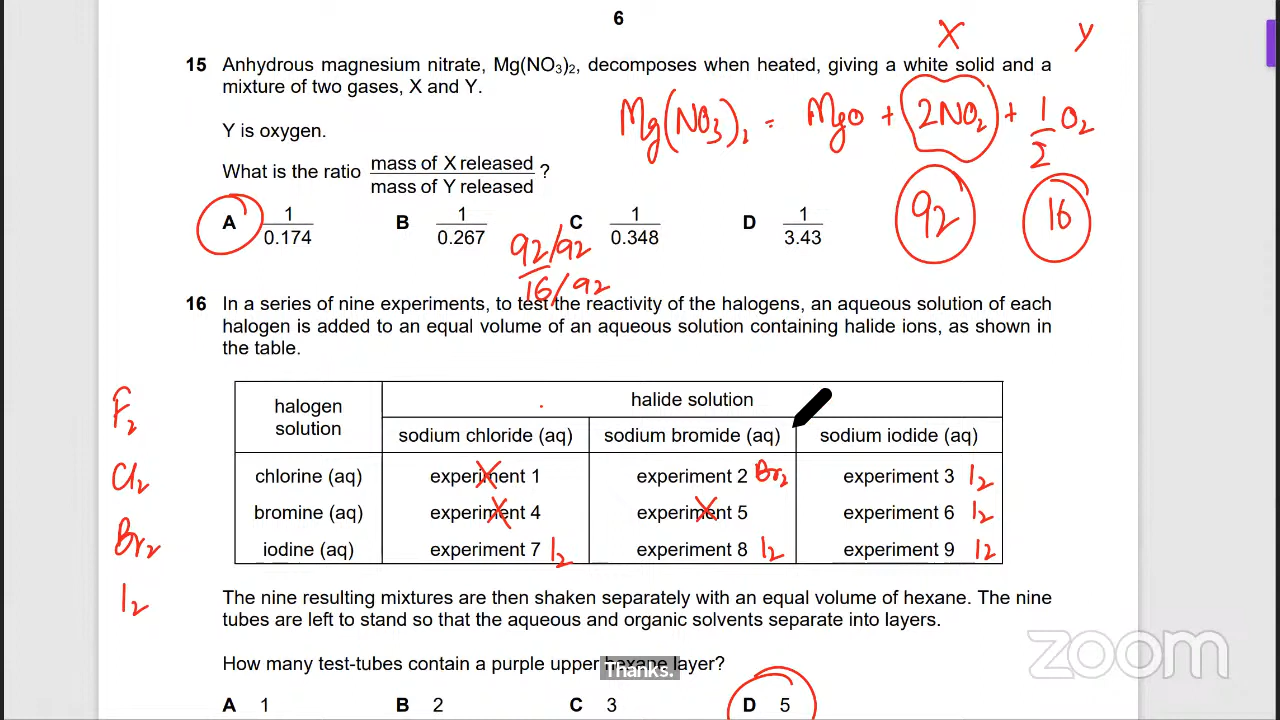 6
X Y
15 Anhydrous magnesium nitrate, Mg(NO₃)₂, decomposes when heated, giving a white solid and a
mixture of two gases, X and Y.
Mg(NO₃)₂ = MgO + 2NO₂ + 1/2 O₂
Y is oxygen.
What is the ratio mass of X released / mass of Y released ?
92 16
A 1/0.174 B 1/0.267 C 1/0.348 D 1/3.43
92/92
16/92
16 In a series of nine experiments, to test the reactivity of the halogens, an aqueous solution of each
halogen is added to an equal volume of an aqueous solution containing halide ions, as shown in
the table.
halogen solution halide solution
sodium chloride (aq) sodium bromide (aq) sodium iodide (aq)
chlorine (aq) experiment 1 experiment 2 Br₂ experiment 3 I₂
bromine (aq) experiment 4 experiment 5 experiment 6 I₂
iodine (aq) experiment 7 I₂ experiment 8 I₂ experiment 9 I₂
F₂
Cl₂
Br₂
I₂
The nine resulting mixtures are then shaken separately with an equal volume of hexane. The nine
tubes are left to stand so that the aqueous and organic solvents separate into layers.
How many test-tubes contain a purple upper hexane layer?
Thanks.
A 1 B 2 C 3 D 5
zoom